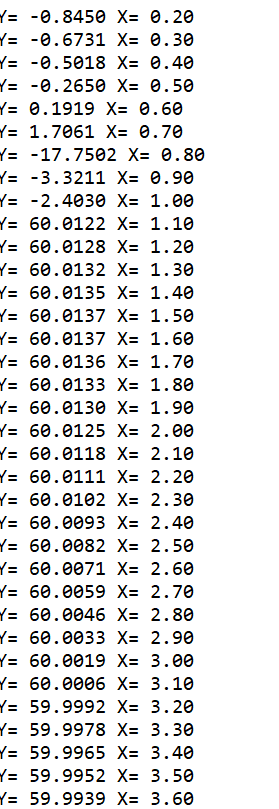 Y= -0.8450 X= 0.20
Y= -0.6731 X= 0.30
Y= -0.5018 X= 0.40
Y= -0.2650 X= 0.50
Y= 0.1919 X= 0.60
Y= 1.7061 X= 0.70
Y= -17.7502 X= 0.80
Y= -3.3211 X= 0.90
Y= -2.4030 X= 1.00
Y= 60.0122 X= 1.10
Y= 60.0128 X= 1.20
Y= 60.0132 X= 1.30
Y= 60.0135 X= 1.40
Y= 60.0137 X= 1.50
Y= 60.0137 X= 1.60
Y= 60.0136 X= 1.70
Y= 60.0133 X= 1.80
Y= 60.0130 X= 1.90
Y= 60.0125 X= 2.00
Y= 60.0118 X= 2.10
Y= 60.0111 X= 2.20
Y= 60.0102 X= 2.30
Y= 60.0093 X= 2.40
Y= 60.0082 X= 2.50
Y= 60.0071 X= 2.60
Y= 60.0059 X= 2.70
Y= 60.0046 X= 2.80
Y= 60.0033 X= 2.90
Y= 60.0019 X= 3.00
Y= 60.0006 X= 3.10
Y= 59.9992 X= 3.20
Y= 59.9978 X= 3.30
Y= 59.9965 X= 3.40
Y= 59.9952 X= 3.50
Y= 59.9939 X= 3.60